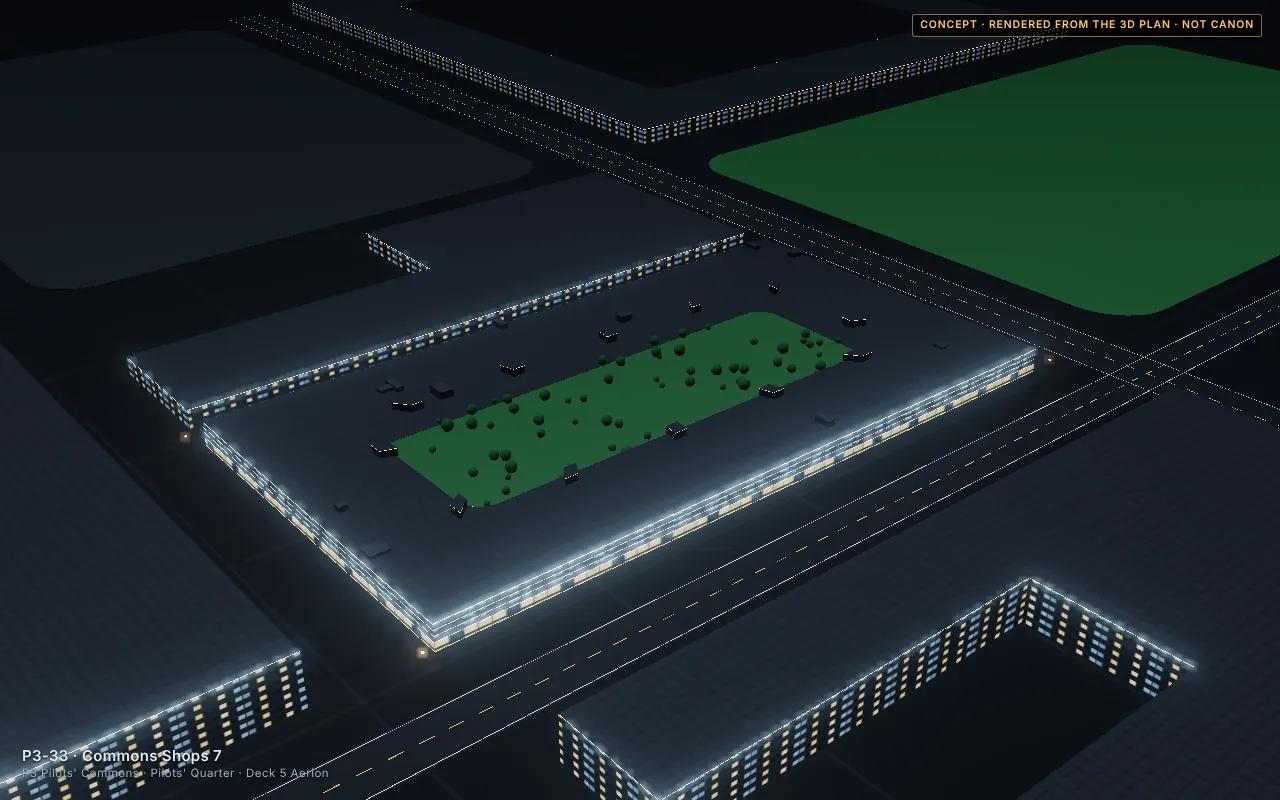 CONCEPT · RENDERED FROM THE 3D PLAN · NOT CANON
P3-33 · Commons Shops 7
P3 Pilots' Commons · Pilots' Quarter · Deck 5 Aerion